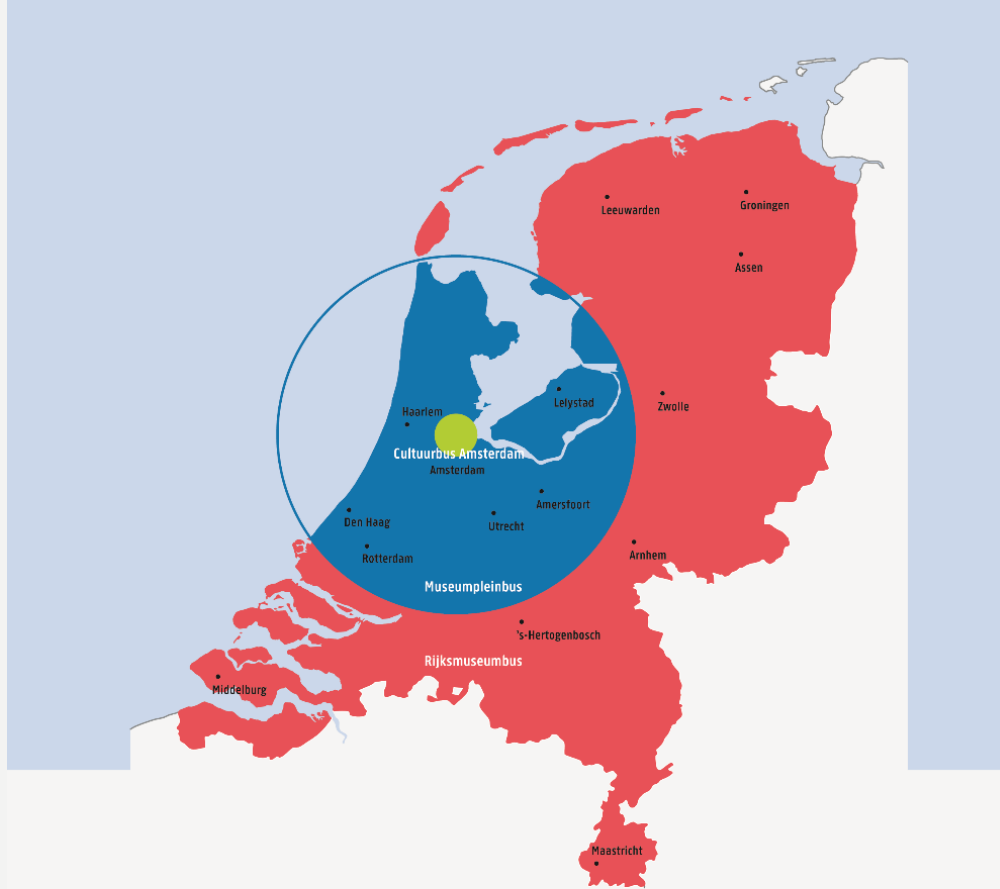 Leeuwarden
Groningen
Assen
Lelystad
Zwolle
Haarlem
Cultuurbus Amsterdam
Amsterdam
Amersfoort
Den Haag
Utrecht
Rotterdam
Arnhem
Museumpleinbus
's-Hertogenbosch
Rijksmuseumbus
Middelburg
Maastricht